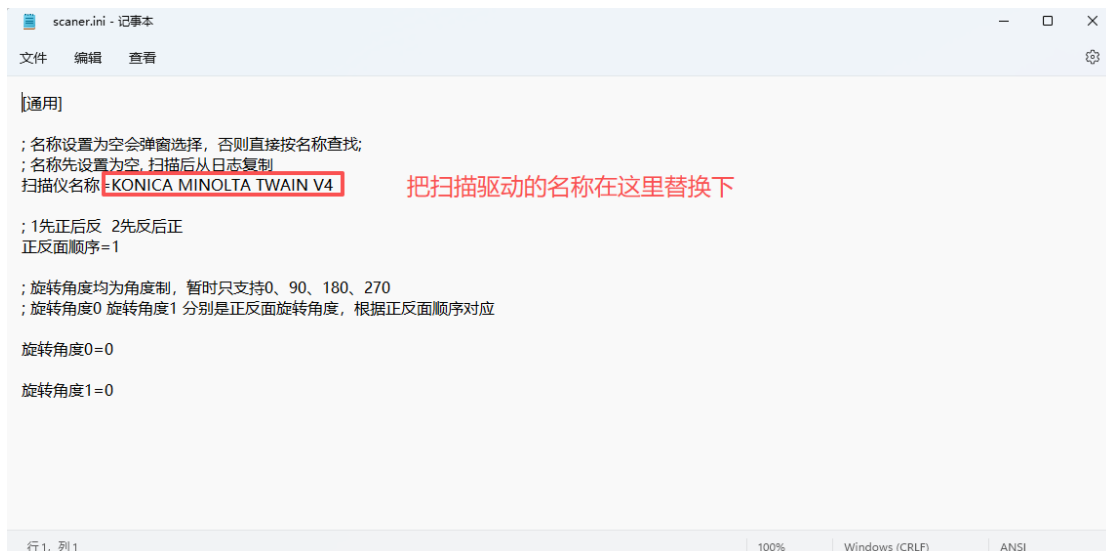 scaner.ini - 记事本
文件 编辑 查看
[通用]
; 名称设置为空会弹窗选择，否则直接按名称查找;
; 名称先设置为空, 扫描后从日志复制
扫描仪名称=KONICA MINOLTA TWAIN V4 把扫描驱动的名称在这里替换下
; 1先正后反 2先反后正
正反面顺序=1
; 旋转角度均为角度制，暂时只支持0、90、180、270
; 旋转角度0 旋转角度1 分别是正反面旋转角度，根据正反面顺序对应
旋转角度0=0
旋转角度1=0
行 1, 列 1 100% Windows (CRLF) ANSI